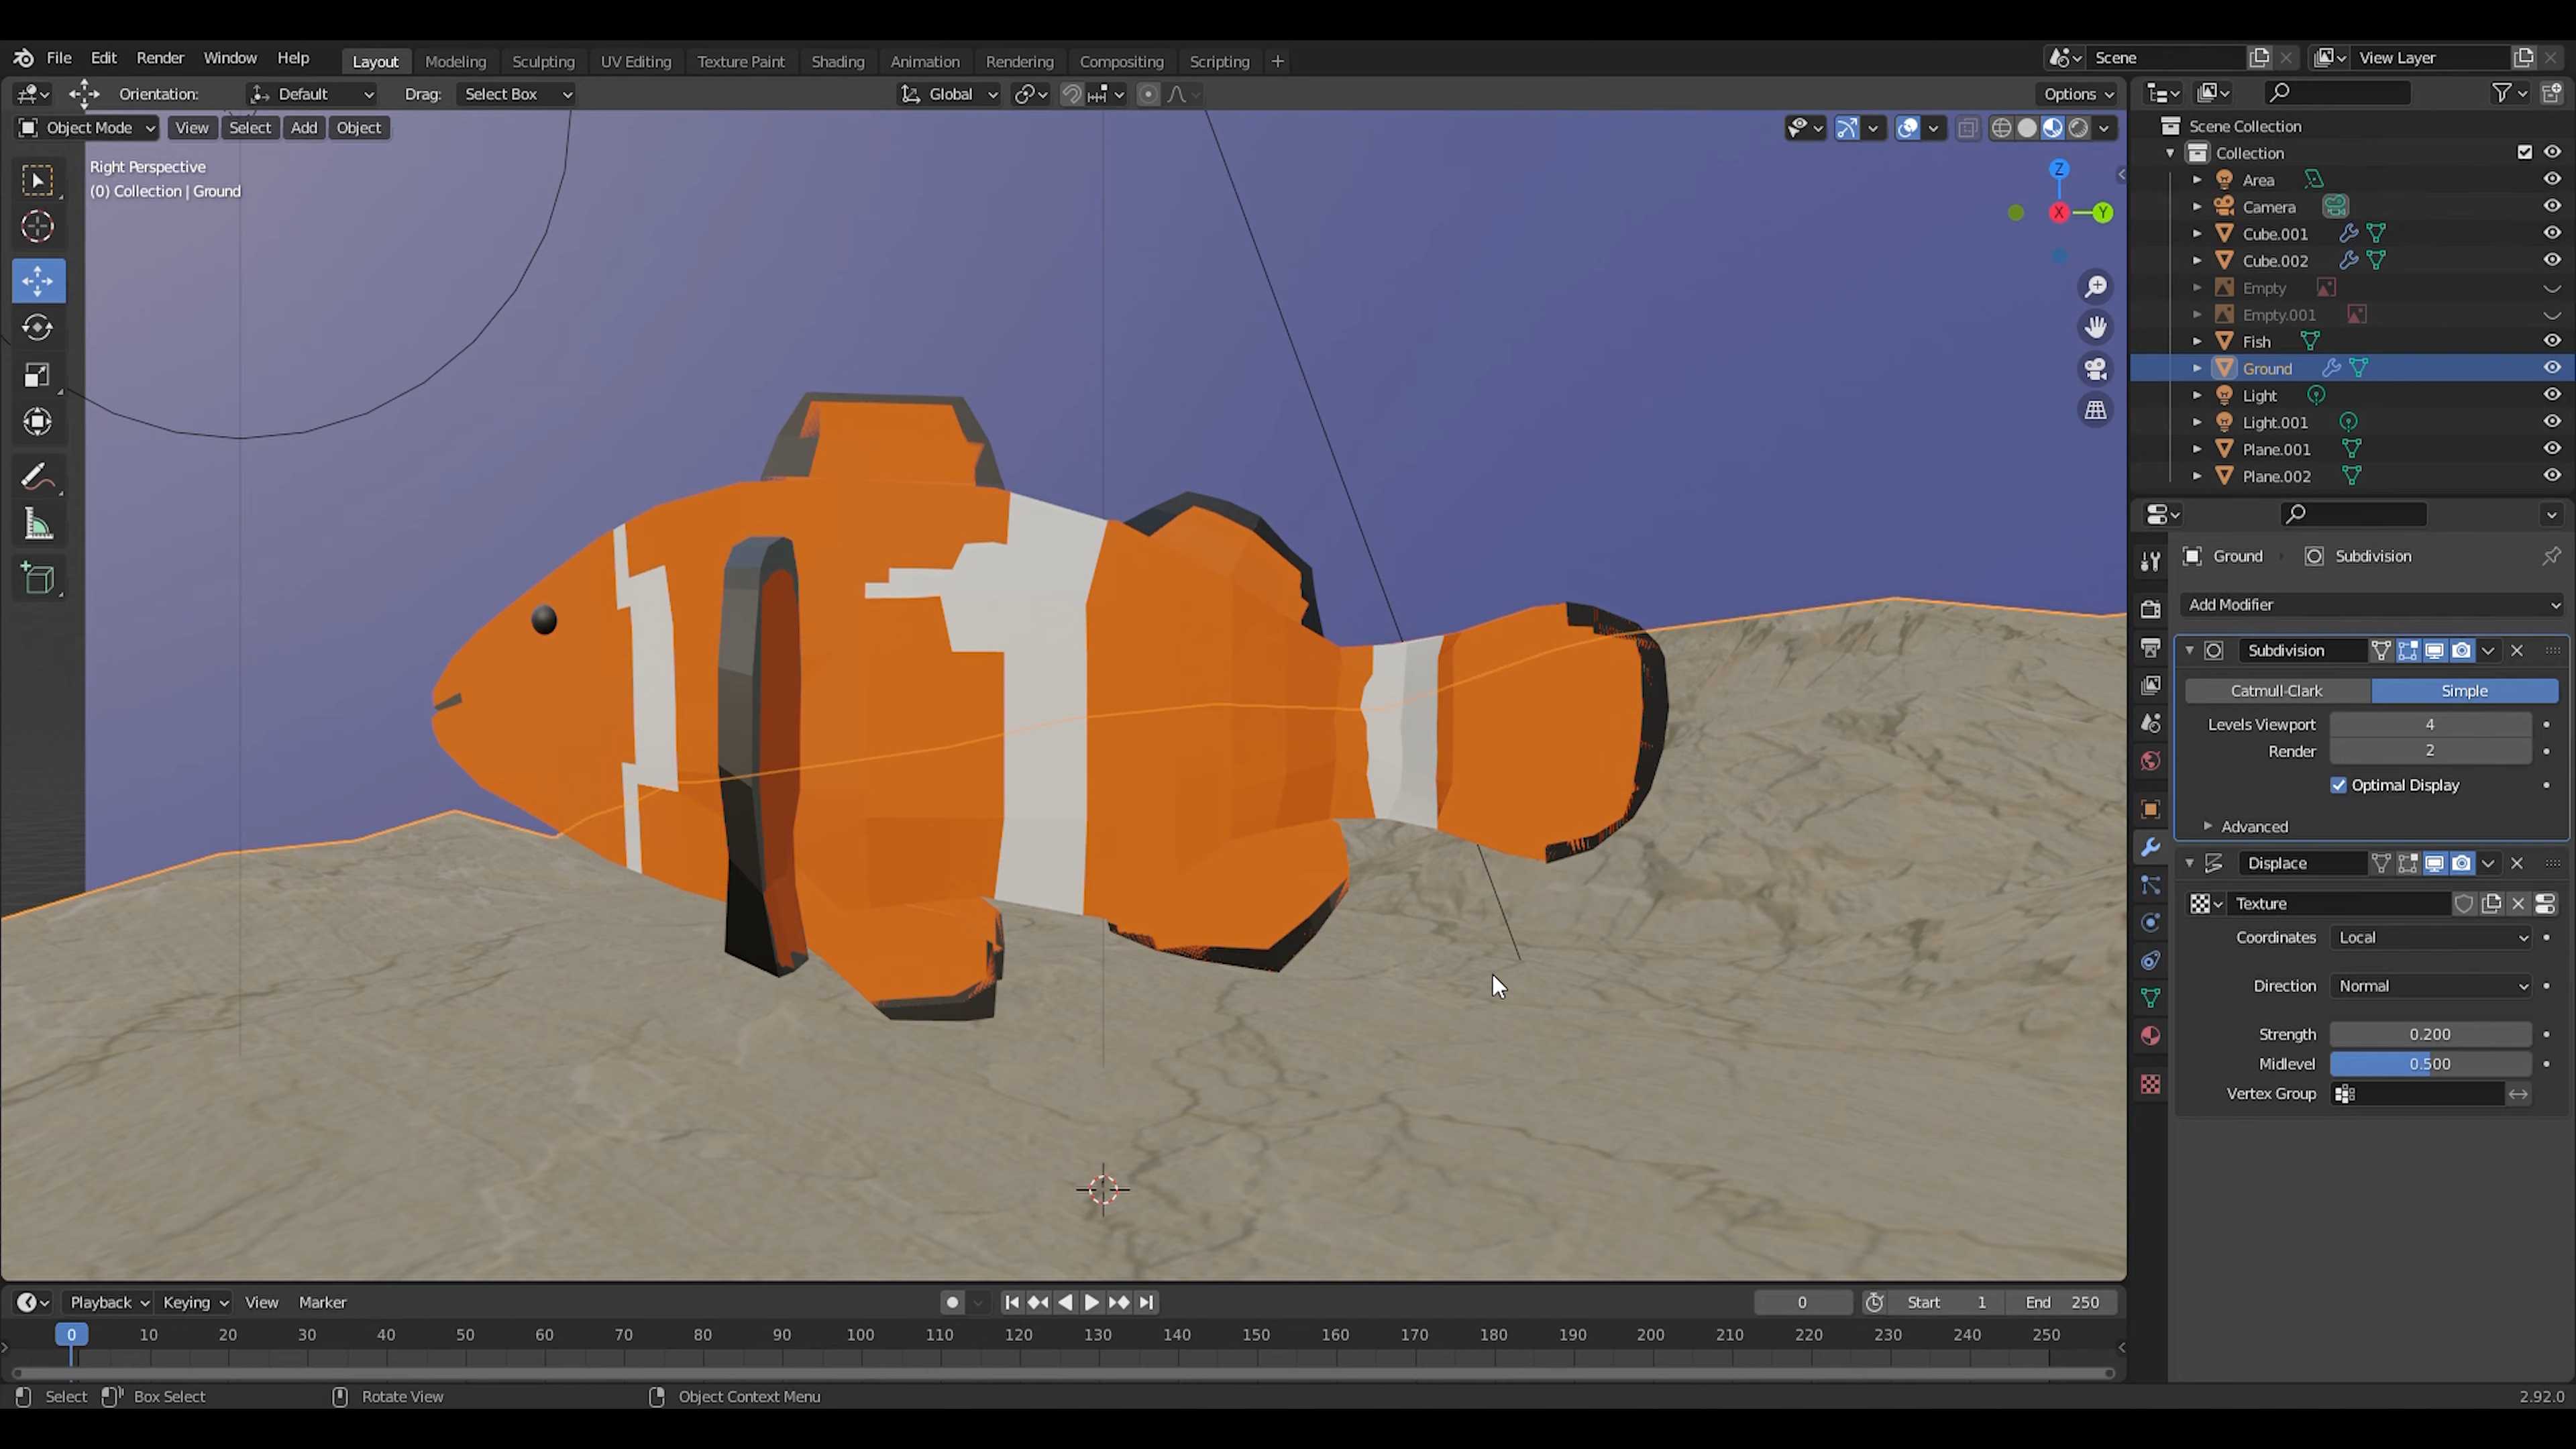 File Edit Render Window Help Layout Modeling Sculpting UV Editing Texture Paint Shading Animation Rendering Compositing Scripting + Scene View Layer
Orientation: Default Drag: Select Box Global Options
Object Mode View Select Add Object
Right Perspective
(0) Collection | Ground
Z
X
Y
Scene Collection
Collection
Area
Camera
Cube.001
Cube.002
Empty
Empty.001
Fish
Ground
Light
Light.001
Plane.001
Plane.002
Ground Subdivision
Add Modifier
Subdivision
Catmull-Clark Simple
Levels Viewport 4
Render 2
Optimal Display
Advanced
Displace
Texture
Coordinates Local
Direction Normal
Strength 0.200
Midlevel 0.500
Vertex Group
Playback Keying View Marker 0 Start 1 End 250
0 10 20 30 40 50 60 70 80 90 100 110 120 130 140 150 160 170 180 190 200 210 220 230 240 250
Select Box Select Rotate View Object Context Menu 2.92.0